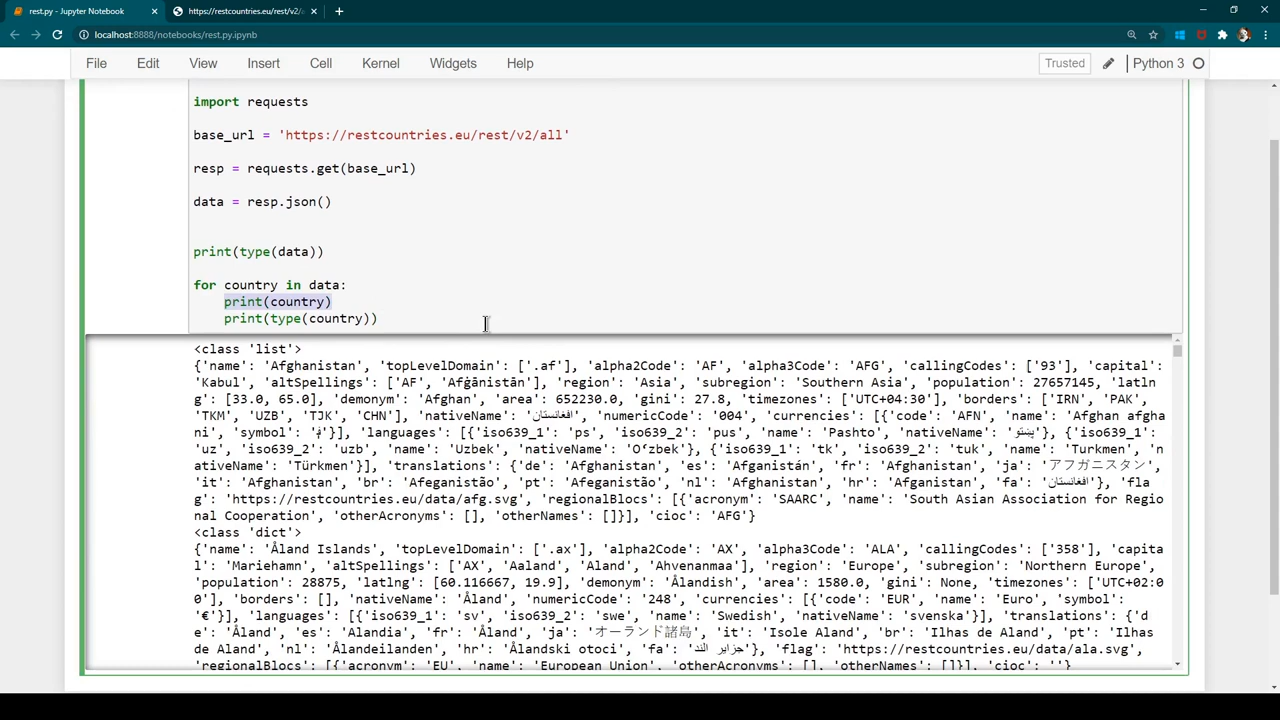 rest.py - Jupyter Notebook
https://restcountries.eu/rest/v2/a
localhost:8888/notebooks/rest.py.ipynb
File Edit View Insert Cell Kernel Widgets Help Trusted Python 3
import requests
base_url = 'https://restcountries.eu/rest/v2/all'
resp = requests.get(base_url)
data = resp.json()
print(type(data))
for country in data:
print(country)
print(type(country))
<class 'list'>
{'name': 'Afghanistan', 'topLevelDomain': ['.af'], 'alpha2Code': 'AF', 'alpha3Code': 'AFG', 'callingCodes': ['93'], 'capital':
'Kabul', 'altSpellings': ['AF', 'Afġānistān'], 'region': 'Asia', 'subregion': 'Southern Asia', 'population': 27657145, 'latln
g': [33.0, 65.0], 'demonym': 'Afghan', 'area': 652230.0, 'gini': 27.8, 'timezones': ['UTC+04:30'], 'borders': ['IRN', 'PAK',
'TKM', 'UZB', 'TJK', 'CHN'], 'nativeName': 'افغانستان', 'numericCode': '004', 'currencies': [{'code': 'AFN', 'name': 'Afghan afgha
ni', 'symbol': '؋'}], 'languages': [{'iso639_1': 'ps', 'iso639_2': 'pus', 'name': 'Pashto', 'nativeName': 'پښتو'}, {'iso639_1':
'uz', 'iso639_2': 'uzb', 'name': 'Uzbek', 'nativeName': 'Oʻzbek'}, {'iso639_1': 'tk', 'iso639_2': 'tuk', 'name': 'Turkmen', 'n
ativeName': 'Türkmen'}], 'translations': {'de': 'Afghanistan', 'es': 'Afganistán', 'fr': 'Afghanistan', 'ja': 'アフガニスタン',
'it': 'Afghanistan', 'br': 'Afeganistão', 'pt': 'Afeganistão', 'nl': 'Afghanistan', 'hr': 'Afganistan', 'fa': 'افغانستان'}, 'fla
g': 'https://restcountries.eu/data/afg.svg', 'regionalBlocs': [{'acronym': 'SAARC', 'name': 'South Asian Association for Regio
nal Cooperation', 'otherAcronyms': [], 'otherNames': []}], 'cioc': 'AFG'}
<class 'dict'>
{'name': 'Åland Islands', 'topLevelDomain': ['.ax'], 'alpha2Code': 'AX', 'alpha3Code': 'ALA', 'callingCodes': ['358'], 'capita
l': 'Mariehamn', 'altSpellings': ['AX', 'Aaland', 'Aland', 'Ahvenanmaa'], 'region': 'Europe', 'subregion': 'Northern Europe',
'population': 28875, 'latlng': [60.116667, 19.9], 'demonym': 'Ålandish', 'area': 1580.0, 'gini': None, 'timezones': ['UTC+02:0
0'], 'borders': [], 'nativeName': 'Åland', 'numericCode': '248', 'currencies': [{'code': 'EUR', 'name': 'Euro', 'symbol':
'€'}], 'languages': [{'iso639_1': 'sv', 'iso639_2': 'swe', 'name': 'Swedish', 'nativeName': 'svenska'}], 'translations': {'d
e': 'Åland', 'es': 'Alandia', 'fr': 'Åland', 'ja': 'オーランド諸島', 'it': 'Isole Aland', 'br': 'Ilhas de Aland', 'pt': 'Ilhas
de Aland', 'nl': 'Ålandeilanden', 'hr': 'Ålandski otoci', 'fa': 'جزایر الند'}, 'flag': 'https://restcountries.eu/data/ala.svg',
'regionalBlocs': [{'acronym': 'EU', 'name': 'European Union', 'otherAcronyms': [], 'otherNames': []}], 'cioc': ''}